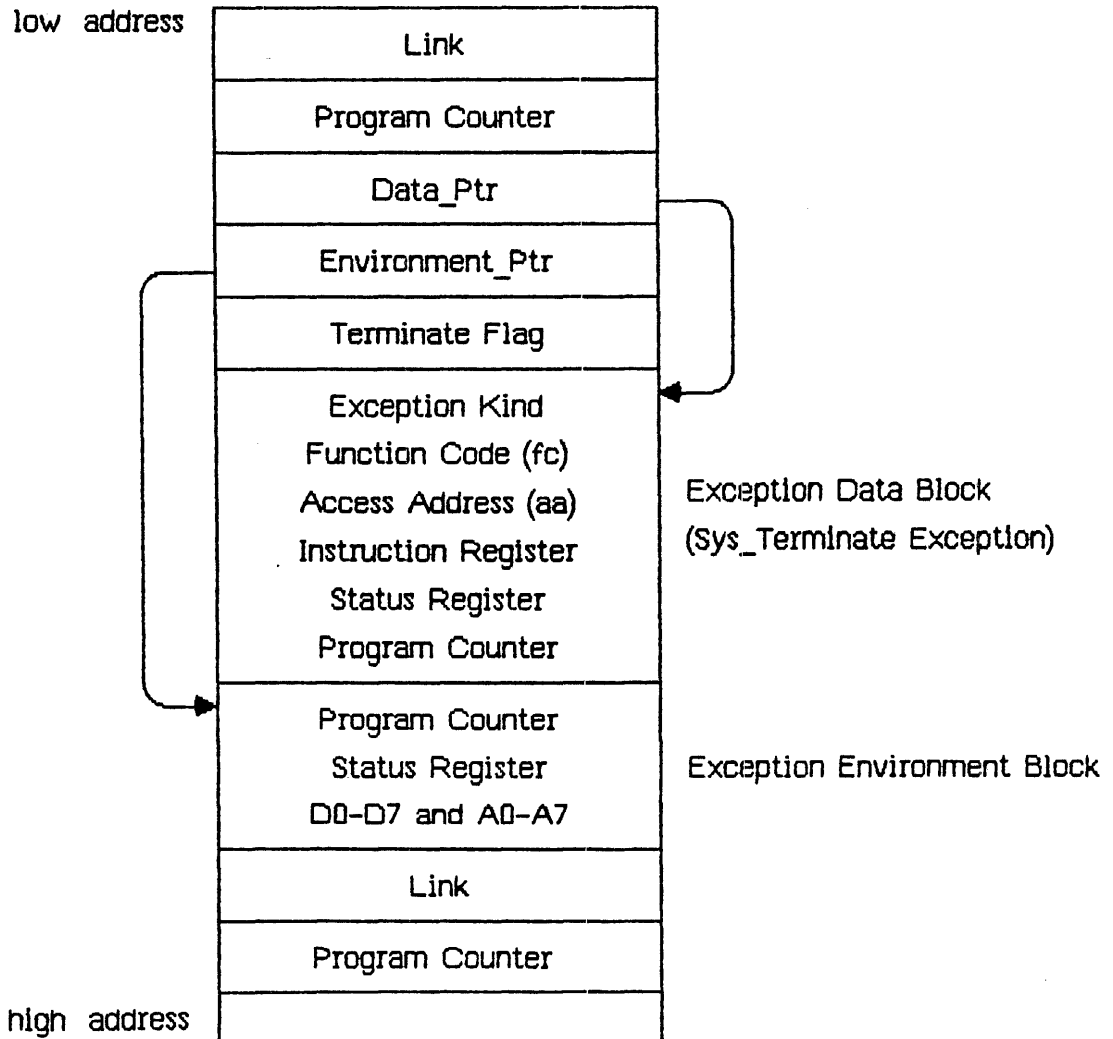 low address
Link
Program Counter
Data_Ptr
Environment_Ptr
Terminate Flag
Exception Kind
Function Code (fc)
Access Address (aa)
Instruction Register
Status Register
Program Counter
Exception Data Block
(Sys_Terminate Exception)
Program Counter
Status Register
D0-D7 and A0-A7
Exception Environment Block
Link
Program Counter
high address